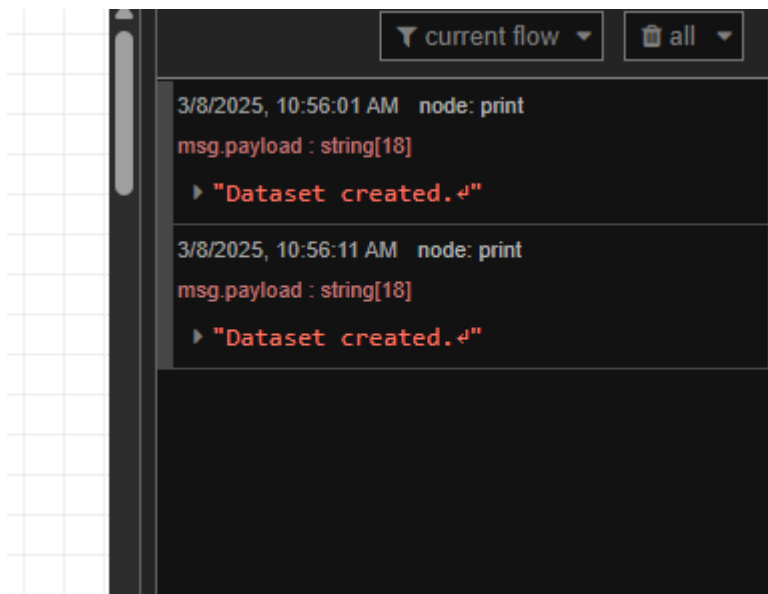 current flow
all
3/8/2025, 10:56:01 AM node: print
msg.payload : string[18]
"Dataset created.↲"
3/8/2025, 10:56:11 AM node: print
msg.payload : string[18]
"Dataset created.↲"